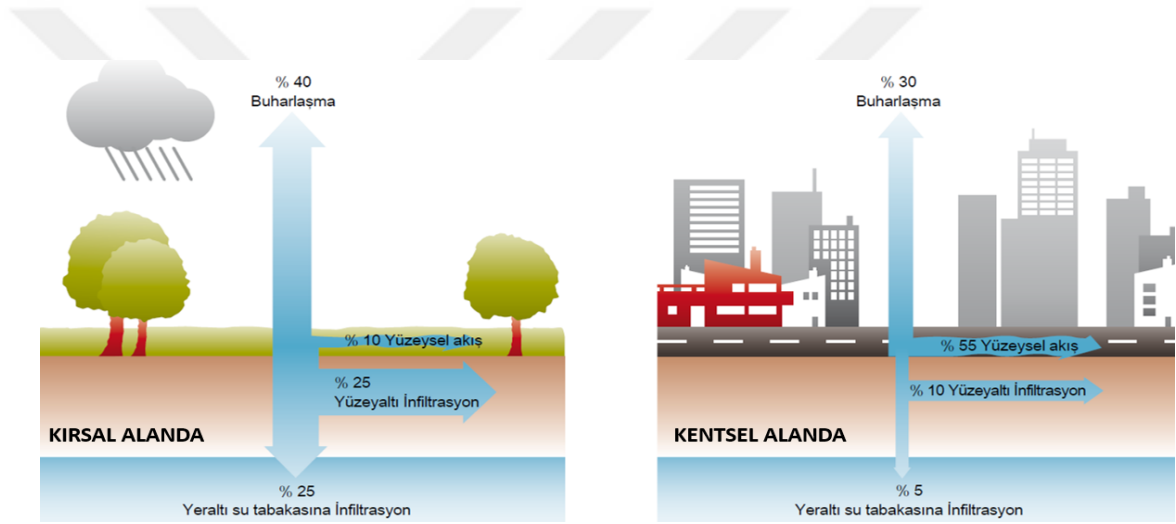 % 40
Buharlaşma
% 10 Yüzeysel akış
% 25
Yüzeyaltı İnfiltrasyon
KIRSAL ALANDA
% 25
Yeraltı su tabakasına İnfiltrasyon
% 30
Buharlaşma
% 55 Yüzeysel akış
% 10 Yüzeyaltı İnfiltrasyon
KENTSEL ALANDA
% 5
Yeraltı su tabakasına İnfiltrasyon